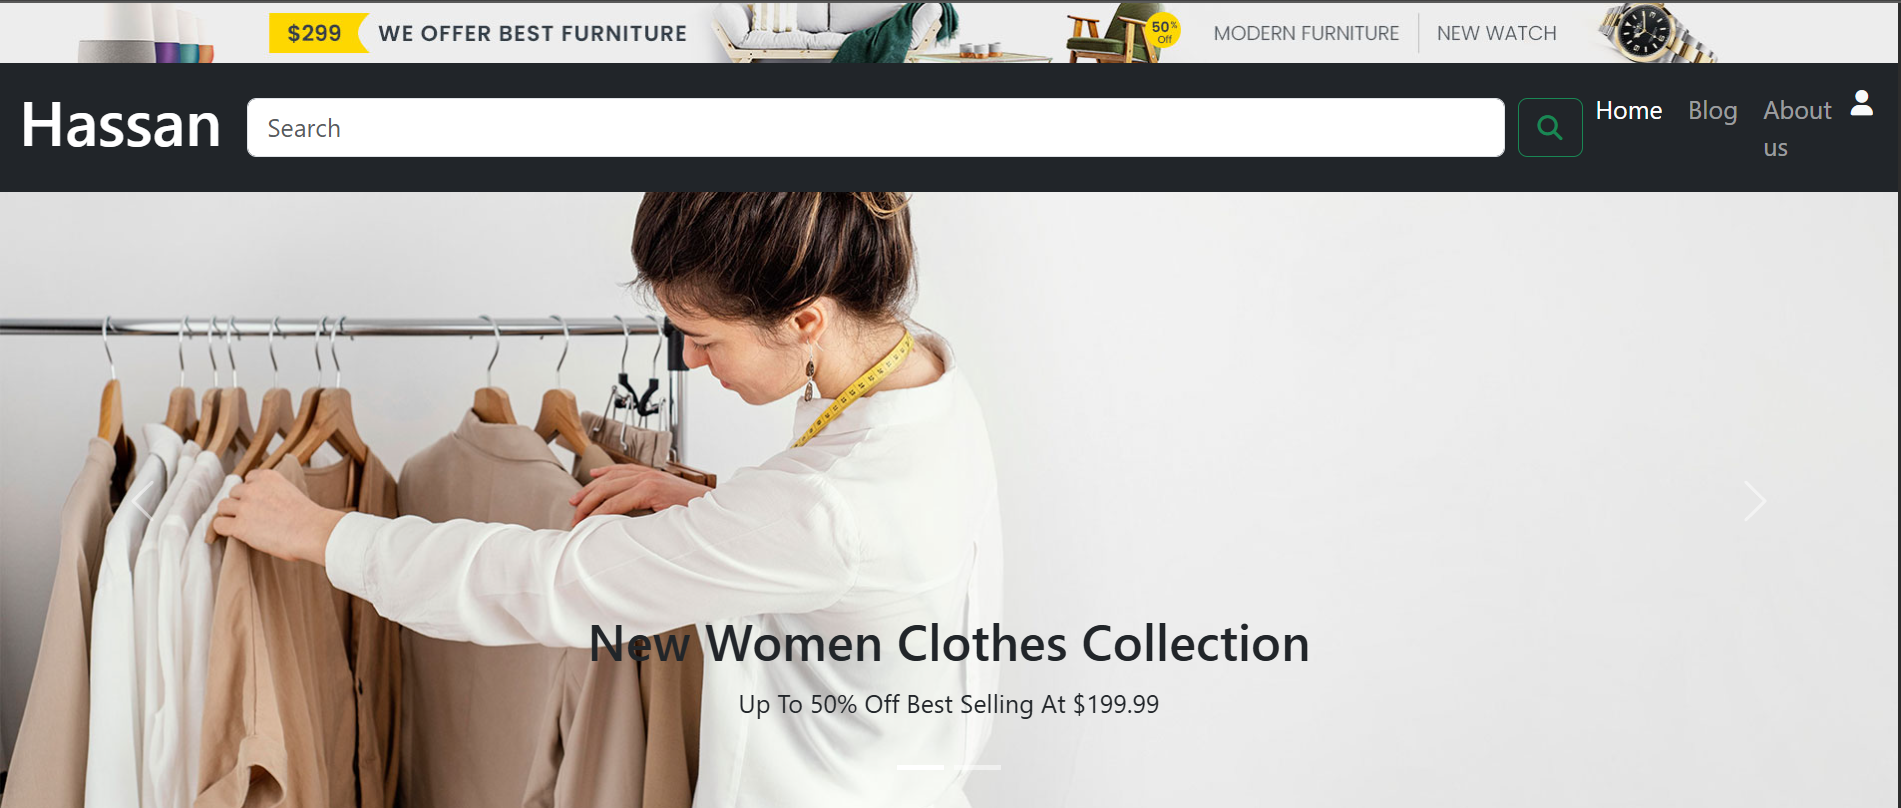 $299 WE OFFER BEST FURNITURE 50% Off MODERN FURNITURE NEW WATCH
Hassan Search Home Blog About us
New Women Clothes Collection
Up To 50% Off Best Selling At $199.99